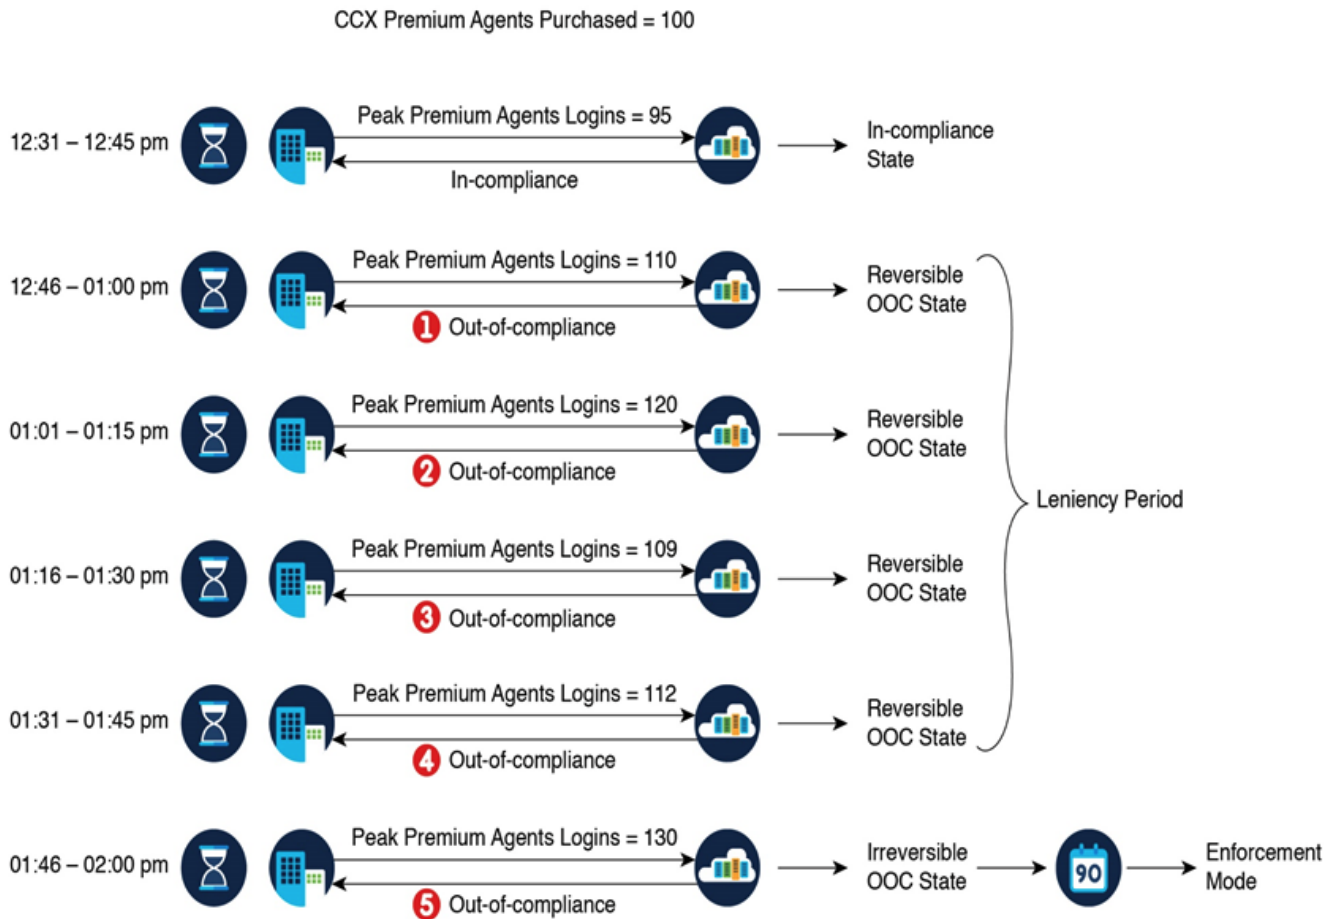 CCX Premium Agents Purchased = 100
12:31 – 12:45 pm
Peak Premium Agents Logins = 95
In-compliance
In-compliance
State
12:46 – 01:00 pm
Peak Premium Agents Logins = 110
1 Out-of-compliance
Reversible
OOC State
01:01 – 01:15 pm
Peak Premium Agents Logins = 120
2 Out-of-compliance
Reversible
OOC State
Leniency Period
01:16 – 01:30 pm
Peak Premium Agents Logins = 109
3 Out-of-compliance
Reversible
OOC State
01:31 – 01:45 pm
Peak Premium Agents Logins = 112
4 Out-of-compliance
Reversible
OOC State
01:46 – 02:00 pm
Peak Premium Agents Logins = 130
5 Out-of-compliance
Irreversible
OOC State
90
Enforcement
Mode